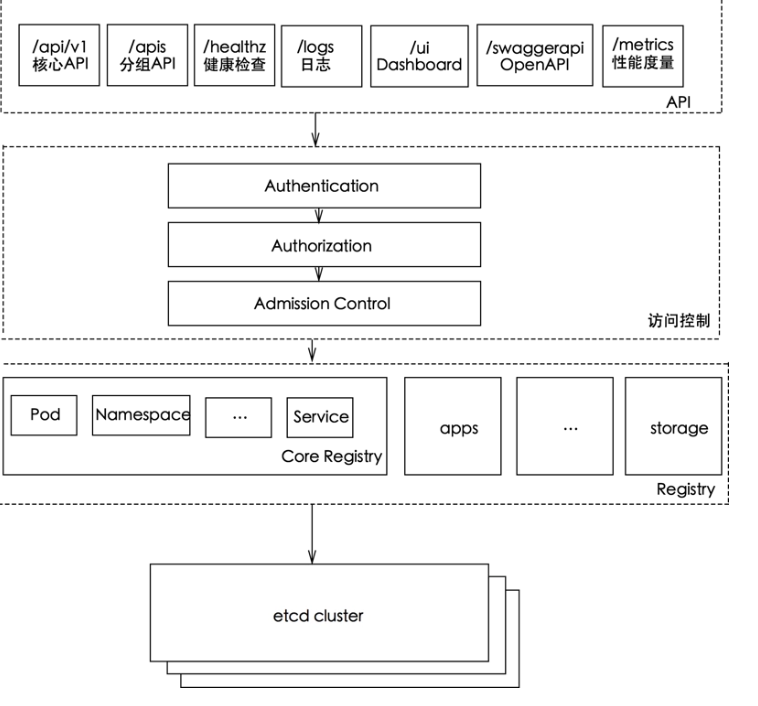 /api/v1
核心API
/apis
分组API
/healthz
健康检查
/logs
日志
/ui
Dashboard
/swaggerapi
OpenAPI
/metrics
性能度量
API
Authentication
Authorization
Admission Control
访问控制
Pod
Namespace
...
Service
Core Registry
apps
...
storage
Registry
etcd cluster